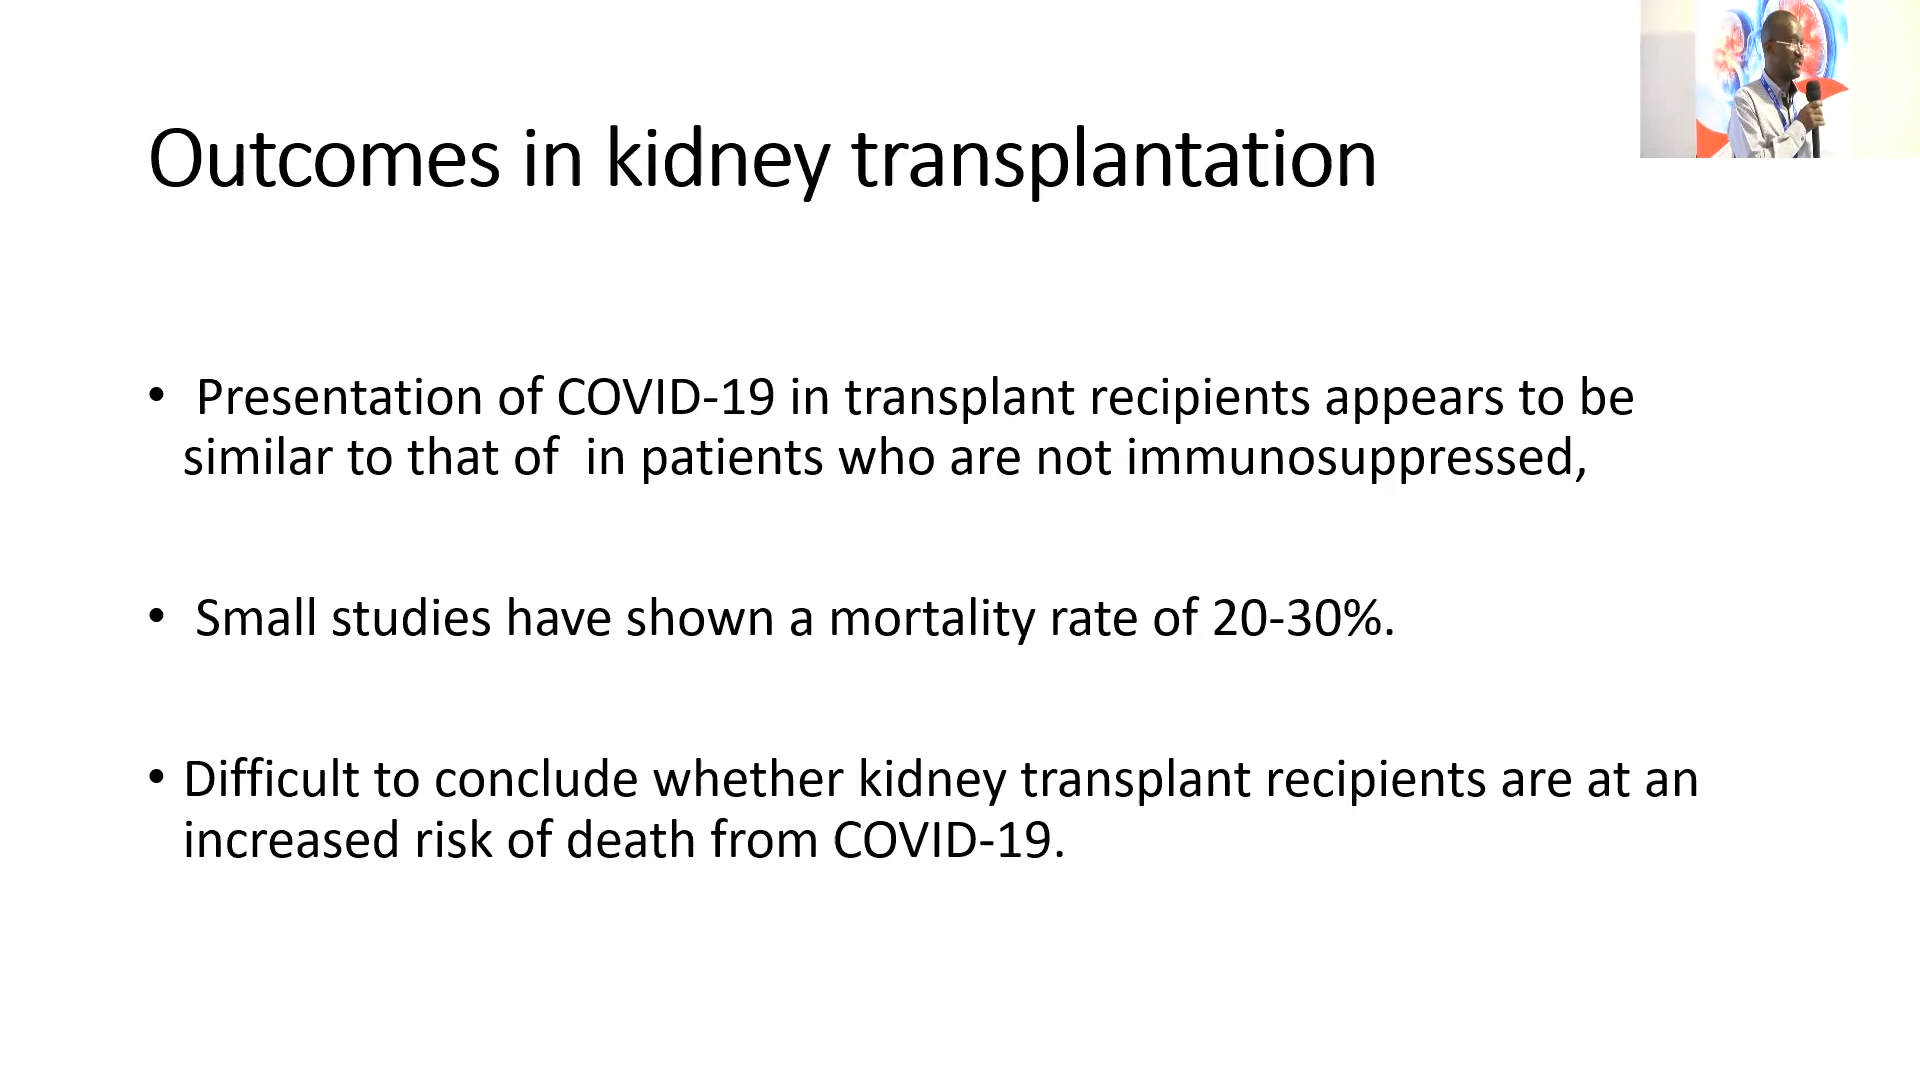 Outcomes in kidney transplantation
• Presentation of COVID-19 in transplant recipients appears to be
similar to that of  in patients who are not immunosuppressed,
• Small studies have shown a mortality rate of 20-30%.
• Difficult to conclude whether kidney transplant recipients are at an
increased risk of death from COVID-19.